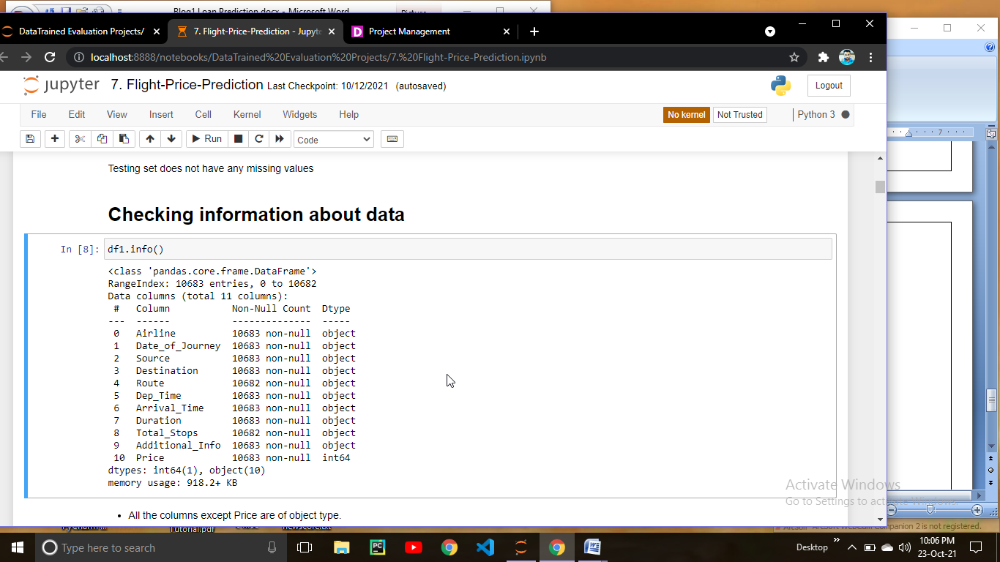 Blog1 Loan Prediction.docx - Microsoft Word
DataTrained Evaluation Projects/
7. Flight-Price-Prediction - Jupyte
Project Management
localhost:8888/notebooks/DataTrained%20Evaluation%20Projects/7.%20Flight-Price-Prediction.ipynb
jupyter 7. Flight-Price-Prediction Last Checkpoint: 10/12/2021 (autosaved)
Logout
File Edit View Insert Cell Kernel Widgets Help
No kernel Not Trusted Python 3
Run Code
7
Testing set does not have any missing values
Checking information about data
In [8]: df1.info()
<class 'pandas.core.frame.DataFrame'>
RangeIndex: 10683 entries, 0 to 10682
Data columns (total 11 columns):
# Column Non-Null Count Dtype
--- ------ -------------- -----
0 Airline 10683 non-null object
1 Date_of_Journey 10683 non-null object
2 Source 10683 non-null object
3 Destination 10683 non-null object
4 Route 10682 non-null object
5 Dep_Time 10683 non-null object
6 Arrival_Time 10683 non-null object
7 Duration 10683 non-null object
8 Total_Stops 10682 non-null object
9 Additional_Info 10683 non-null object
10 Price 10683 non-null int64
dtypes: int64(1), object(10)
memory usage: 918.2+ KB
Activate Windows
Go to Settings to activate Windows.
• All the columns except Price are of object type.
Tutorial.pdf
newscore.txt
Companion 2 is not registered.
Type here to search
Desktop
10:06 PM
23-Oct-21